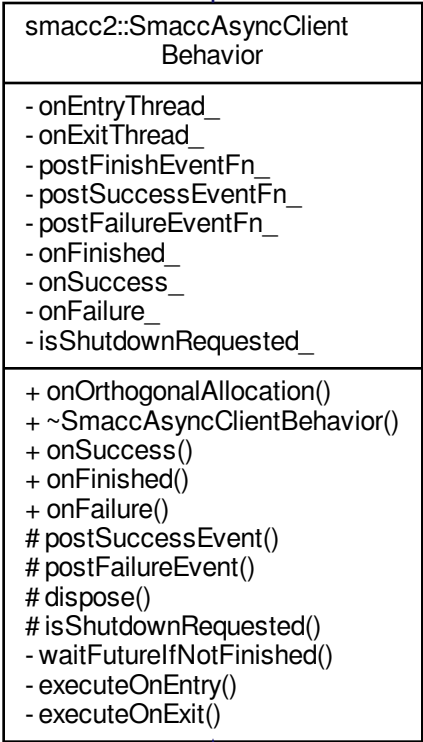 smacc2::SmaccAsyncClient
Behavior
- onEntryThread_
- onExitThread_
- postFinishEventFn_
- postSuccessEventFn_
- postFailureEventFn_
- onFinished_
- onSuccess_
- onFailure_
- isShutdownRequested_
+ onOrthogonalAllocation()
+ ~SmaccAsyncClientBehavior()
+ onSuccess()
+ onFinished()
+ onFailure()
# postSuccessEvent()
# postFailureEvent()
# dispose()
# isShutdownRequested()
- waitFutureIfNotFinished()
- executeOnEntry()
- executeOnExit()